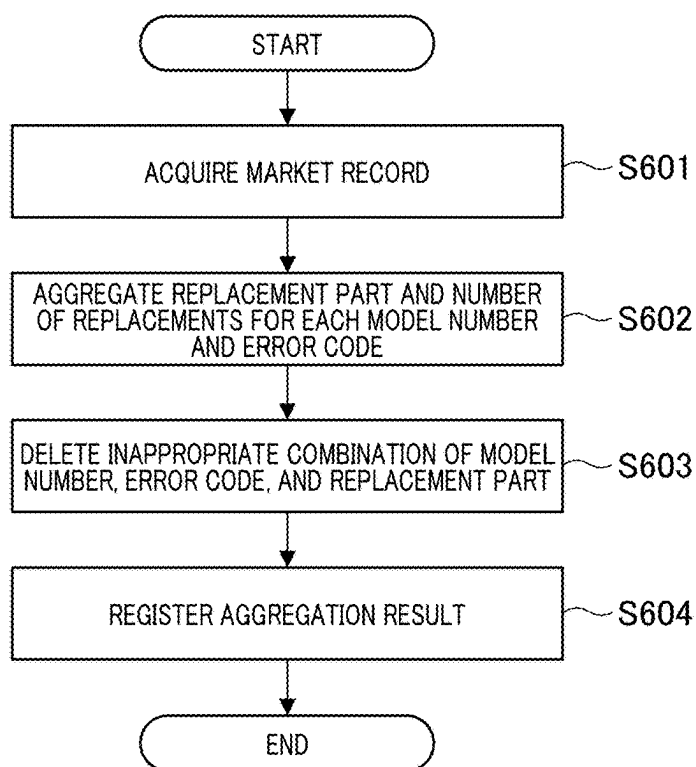 START
ACQUIRE MARKET RECORD
S601
AGGREGATE REPLACEMENT PART AND NUMBER
OF REPLACEMENTS FOR EACH MODEL NUMBER
AND ERROR CODE
S602
DELETE INAPPROPRIATE COMBINATION OF MODEL
NUMBER, ERROR CODE, AND REPLACEMENT PART
S603
REGISTER AGGREGATION RESULT
S604
END